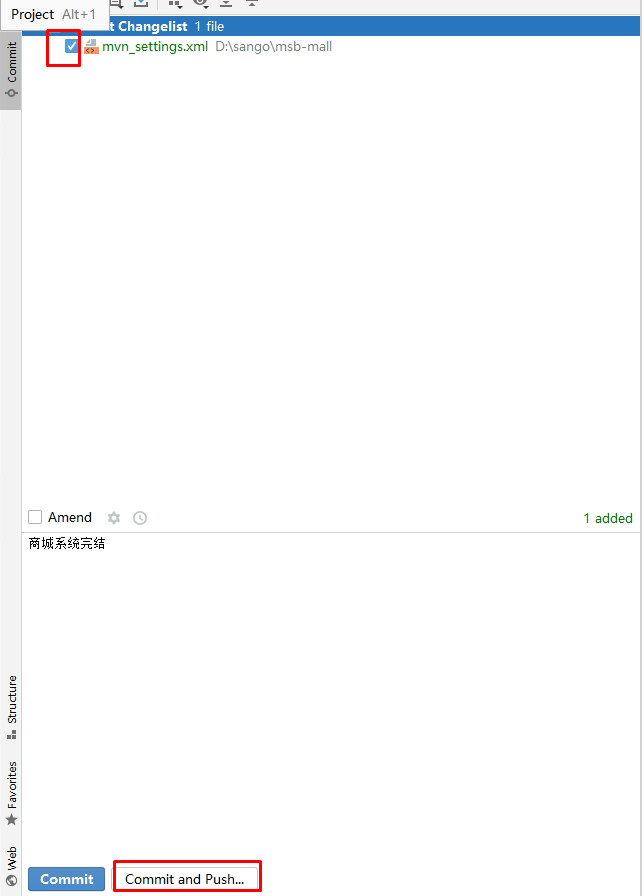 Project Alt+1
t Changelist 1 file
Commit
mvn_settings.xml D:\sango\msb-mall
Amend
1 added
商城系统完结
Structure
Favorites
Web
Commit
Commit and Push...